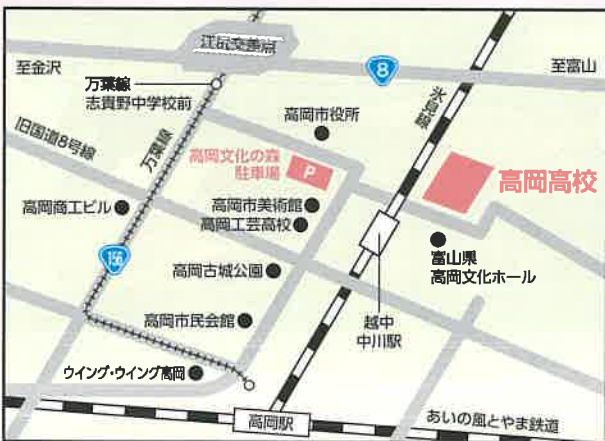 江尻交差点
至金沢
8
至富山
万葉線
志貴野中学校前
氷見線
高岡市役所
旧国道8号線
万葉線
高岡文化の森
駐車場
P
高岡高校
高岡商工ビル
高岡市美術館
高岡工芸高校
156
富山県
高岡文化ホール
高岡古城公園
越中
中川駅
高岡市民会館
ウイング・ウイング高岡
高岡駅
あいの風とやま鉄道